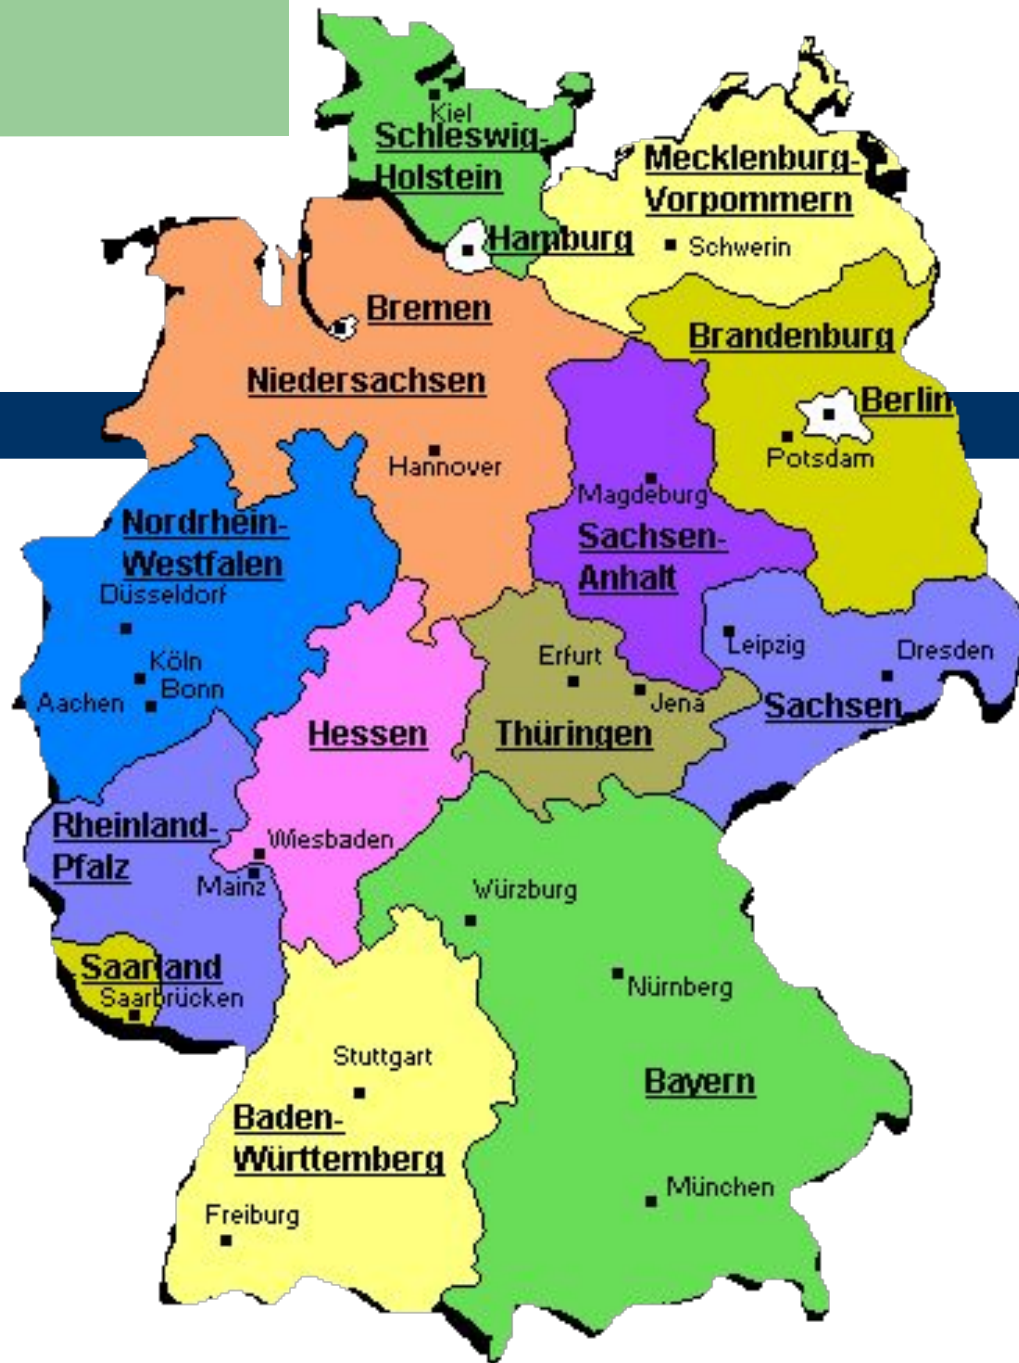 Kiel
Schleswig-
Holstein
Mecklenburg-
Vorpommern
Hamburg
Schwerin
Bremen
Brandenburg
Niedersachsen
Berlin
Potsdam
Hannover
Magdeburg
Nordrhein-
Westfalen
Sachsen-
Anhalt
Düsseldorf
Leipzig
Dresden
Erfurt
Köln
Bonn
Aachen
Jena
Sachsen
Hessen
Thüringen
Rheinland-
Pfalz
Wiesbaden
Mainz
Würzburg
Saarland
Saarbrücken
Nürnberg
Stuttgart
Bayern
Baden-
Württemberg
München
Freiburg